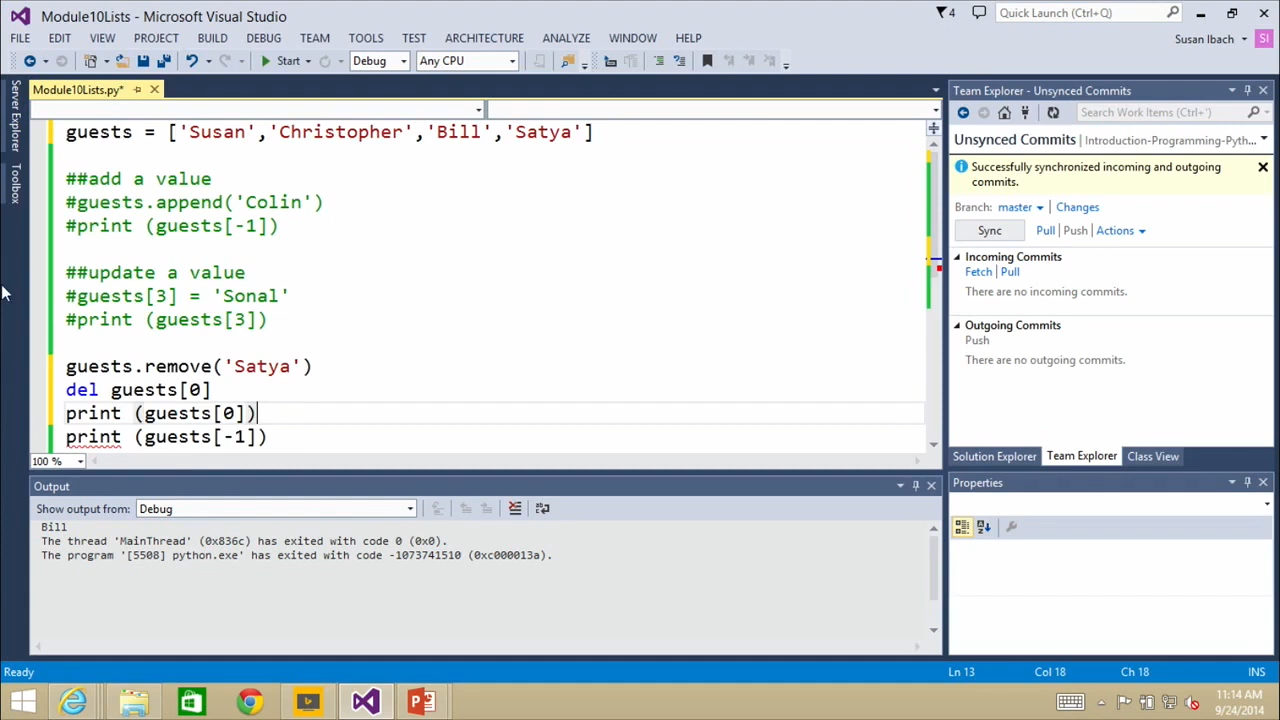 Module10Lists - Microsoft Visual Studio
4
Quick Launch (Ctrl+Q)
FILE EDIT VIEW PROJECT BUILD DEBUG TEAM TOOLS TEST ARCHITECTURE ANALYZE WINDOW HELP
Susan Ibach
SI
Start
Debug
Any CPU
Server Explorer
Toolbox
Module10Lists.py*
guests = ['Susan','Christopher','Bill','Satya']
##add a value
#guests.append('Colin')
#print (guests[-1])
##update a value
#guests[3] = 'Sonal'
#print (guests[3])
guests.remove('Satya')
del guests[0]
print (guests[0])
print (guests[-1])
100 %
Team Explorer - Unsynced Commits
Search Work Items (Ctrl+')
Unsynced Commits | Introduction-Programming-Pyth...
Successfully synchronized incoming and outgoing
commits.
Branch: master Changes
Sync Pull | Push | Actions
Incoming Commits
Fetch | Pull
There are no incoming commits.
Outgoing Commits
Push
There are no outgoing commits.
Solution Explorer Team Explorer Class View
Properties
Output
Show output from: Debug
Bill
The thread 'MainThread' (0x836c) has exited with code 0 (0x0).
The program '[5508] python.exe' has exited with code -1073741510 (0xc000013a).
Ready
Ln 13
Col 18
Ch 18
INS
11:14 AM
9/24/2014